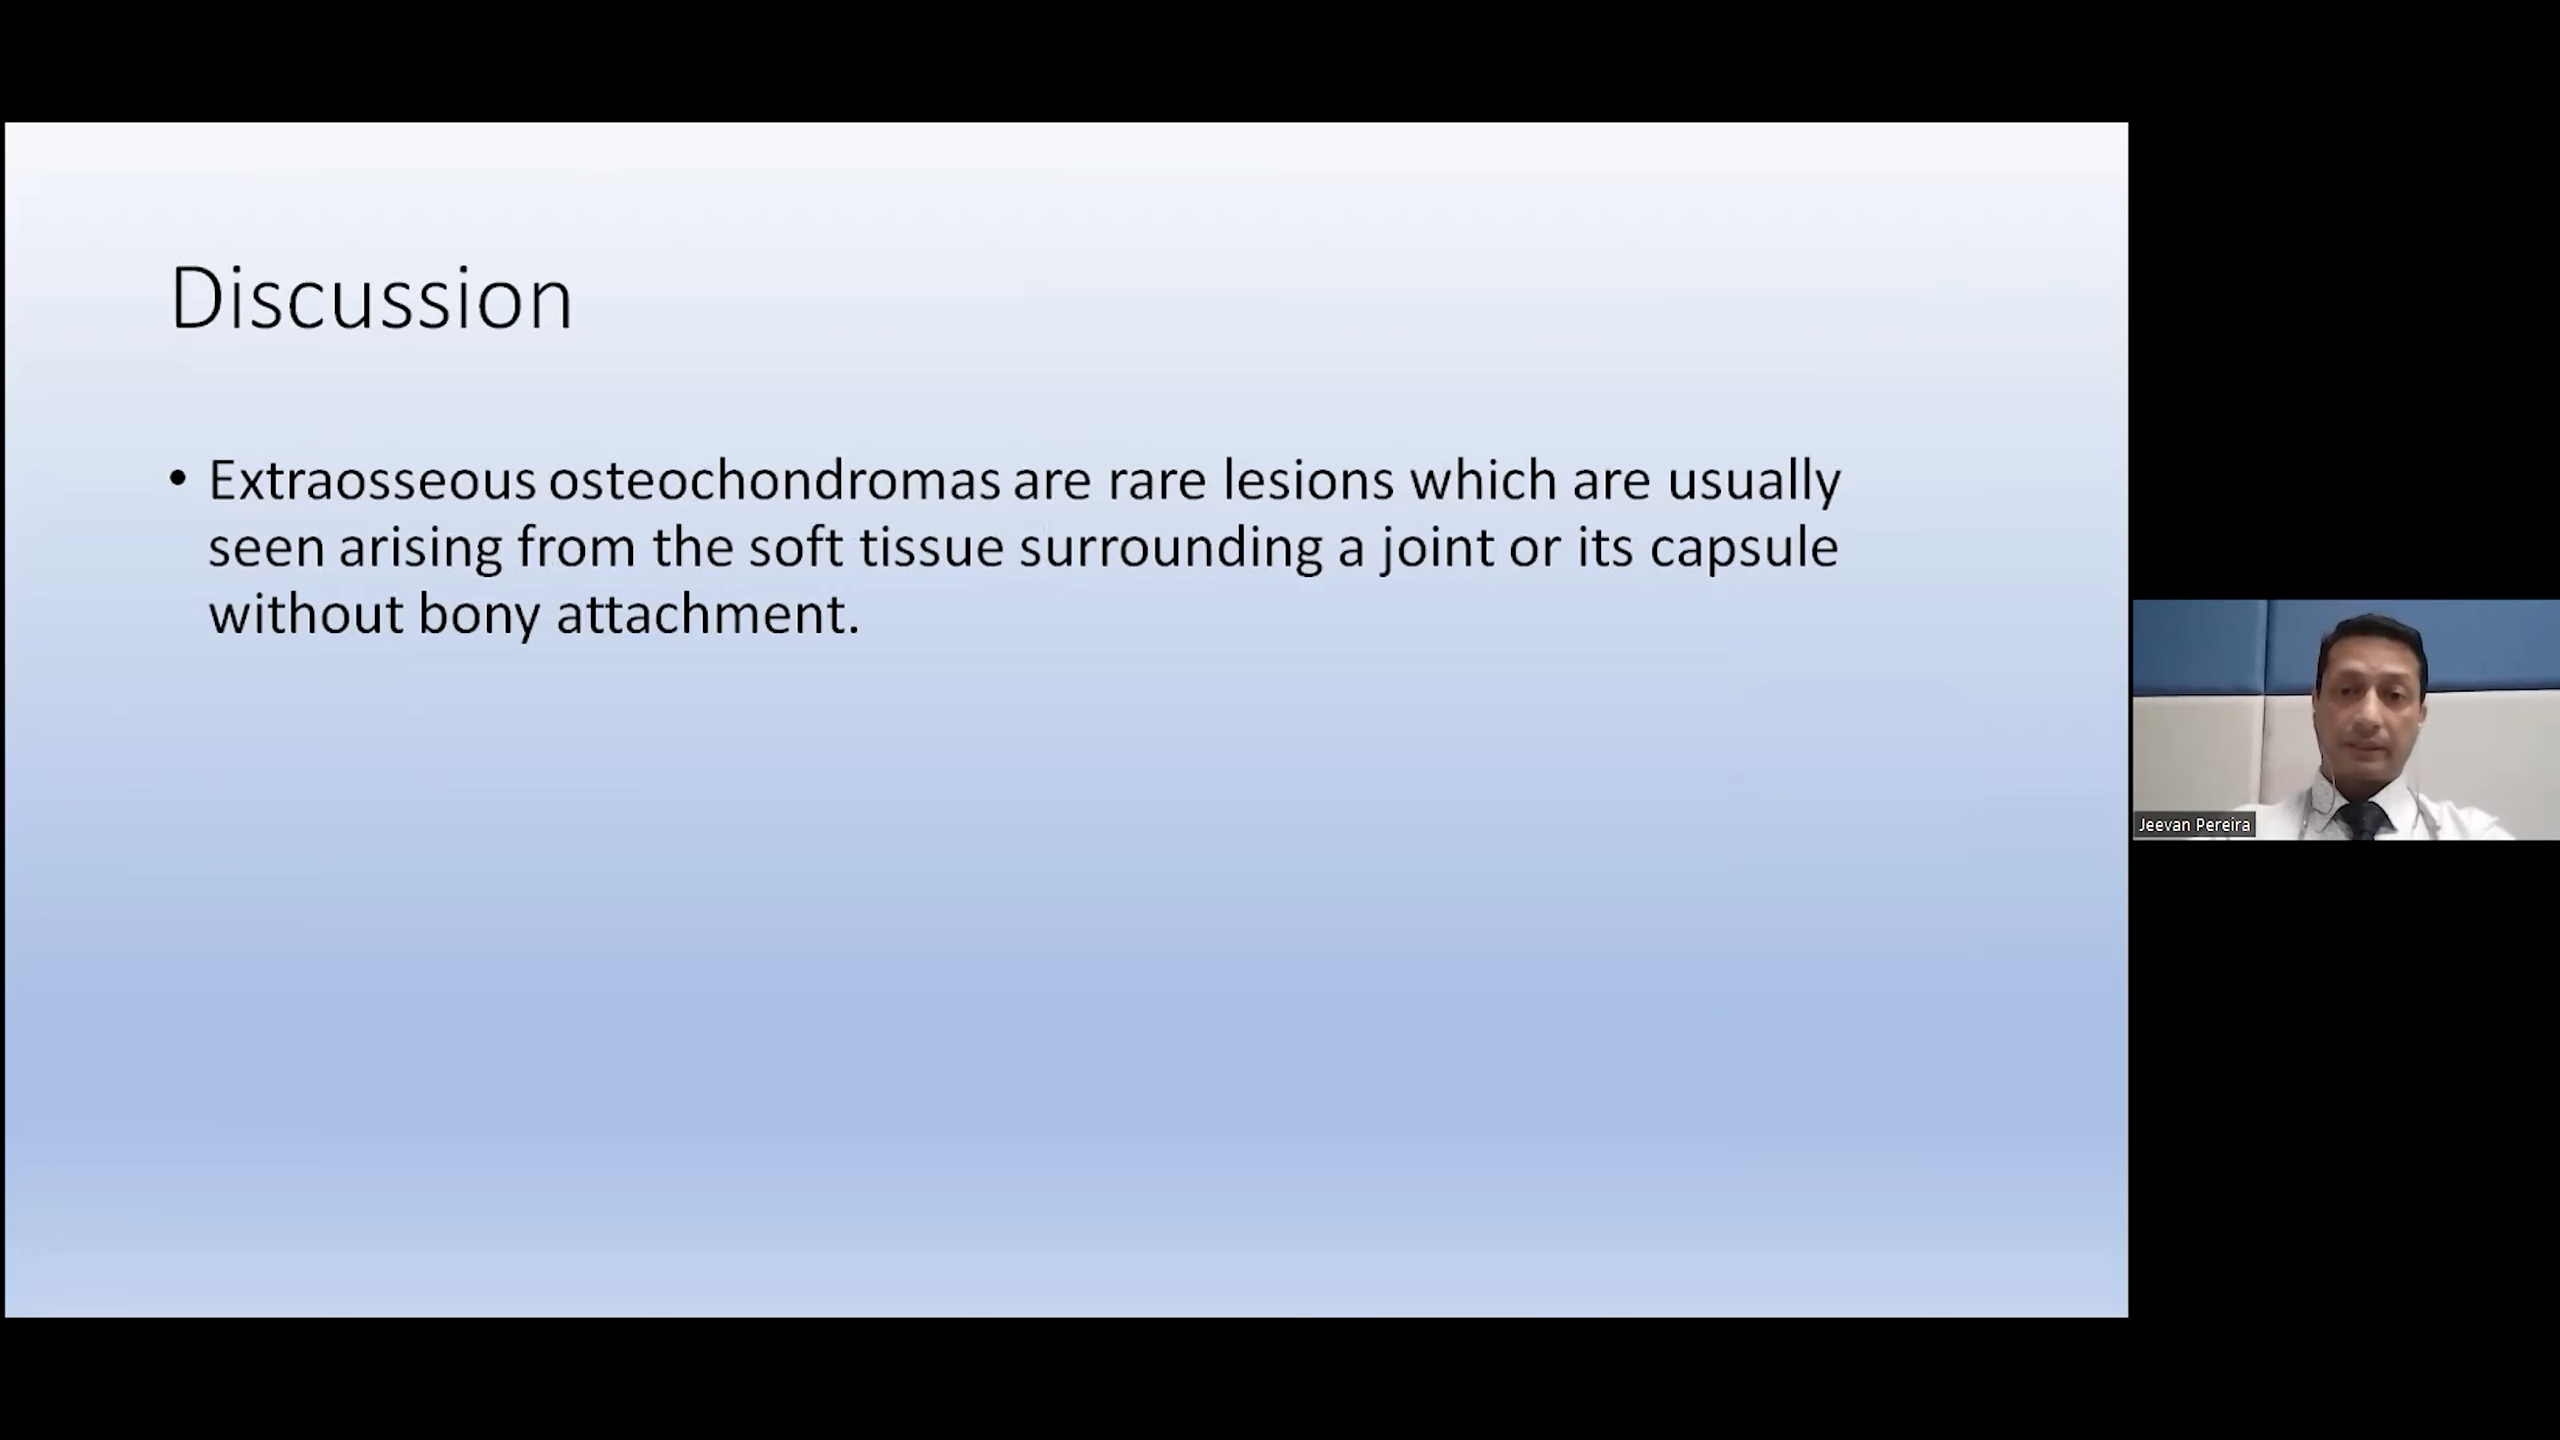 Discussion
• Extraosseous osteochondromas are rare lesions which are usually
seen arising from the soft tissue surrounding a joint or its capsule
without bony attachment.
Jeevan Pereira